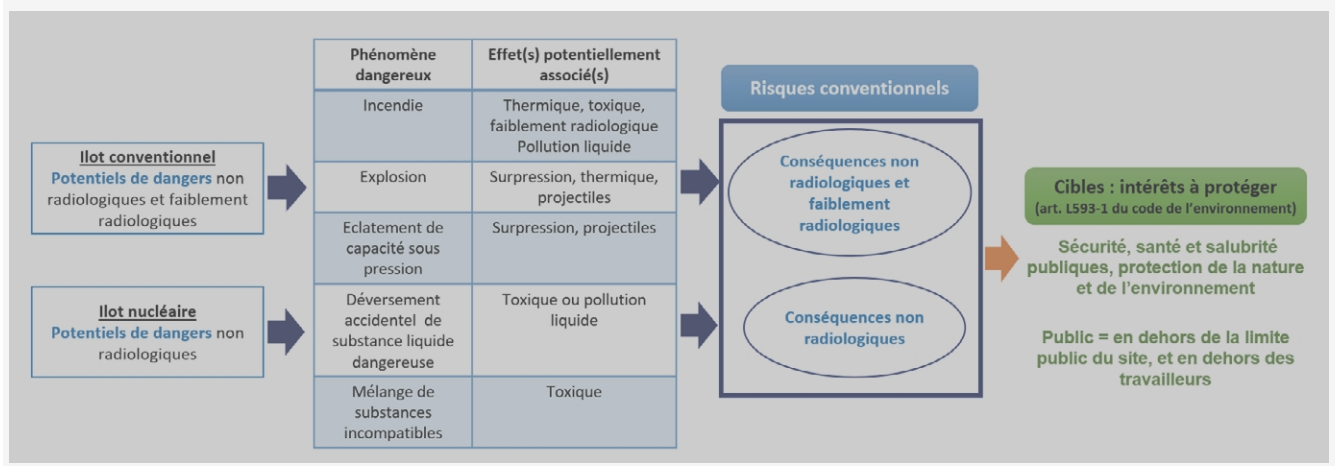 Ilot conventionnel
Potentiels de dangers non
radiologiques et faiblement
radiologiques
Ilot nucléaire
Potentiels de dangers non
radiologiques
Phénomène
dangereux
Effet(s) potentiellement
associé(s)
Incendie
Thermique, toxique,
faiblement radiologique
Pollution liquide
Explosion
Surpression, thermique,
projectiles
Eclatement de
capacité sous
pression
Surpression, projectiles
Déversement
accidentel de
substance liquide
dangereuse
Toxique ou pollution
liquide
Mélange de
substances
incompatibles
Toxique
Risques conventionnels
Conséquences non
radiologiques et
faiblement
radiologiques
Conséquences non
radiologiques
Cibles : intérêts à protéger
(art. L593-1 du code de l'environnement)
Sécurité, santé et salubrité
publiques, protection de la nature
et de l'environnement
Public = en dehors de la limite
public du site, et en dehors des
travailleurs